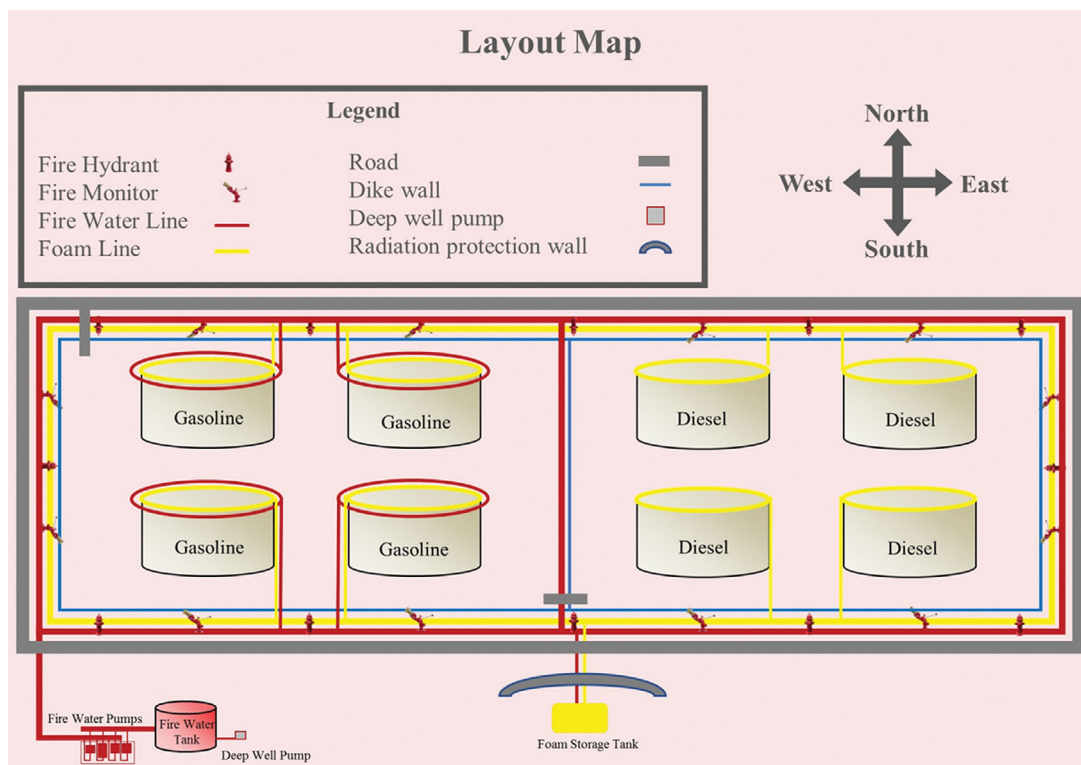 Layout Map
Legend
Fire Hydrant
Fire Monitor
Fire Water Line
Foam Line
Road
Dike wall
Deep well pump
Radiation protection wall
North
West
East
South
Gasoline
Gasoline
Diesel
Diesel
Gasoline
Gasoline
Diesel
Diesel
Fire Water Pumps
Fire Water
Tank
Deep Well Pump
Foam Storage Tank